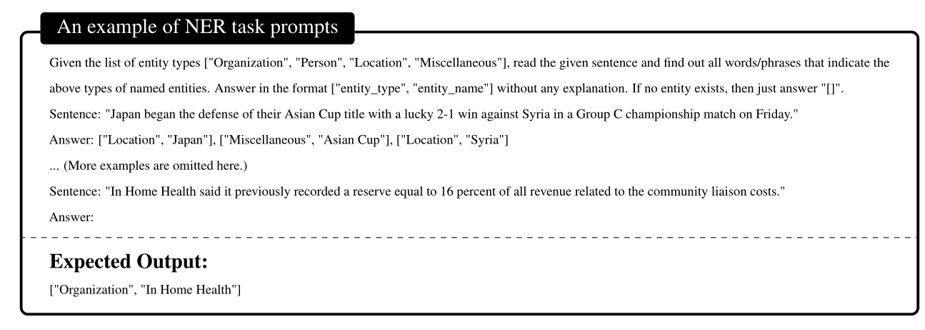 An example of NER task prompts
Given the list of entity types ["Organization", "Person", "Location", "Miscellaneous"], read the given sentence and find out all words/phrases that indicate the
above types of named entities. Answer in the format ["entity_type", "entity_name"] without any explanation. If no entity exists, then just answer "[]".
Sentence: "Japan began the defense of their Asian Cup title with a lucky 2-1 win against Syria in a Group C championship match on Friday."
Answer: ["Location", "Japan"], ["Miscellaneous", "Asian Cup"], ["Location", "Syria"]
... (More examples are omitted here.)
Sentence: "In Home Health said it previously recorded a reserve equal to 16 percent of all revenue related to the community liaison costs."
Answer:
Expected Output:
["Organization", "In Home Health"]